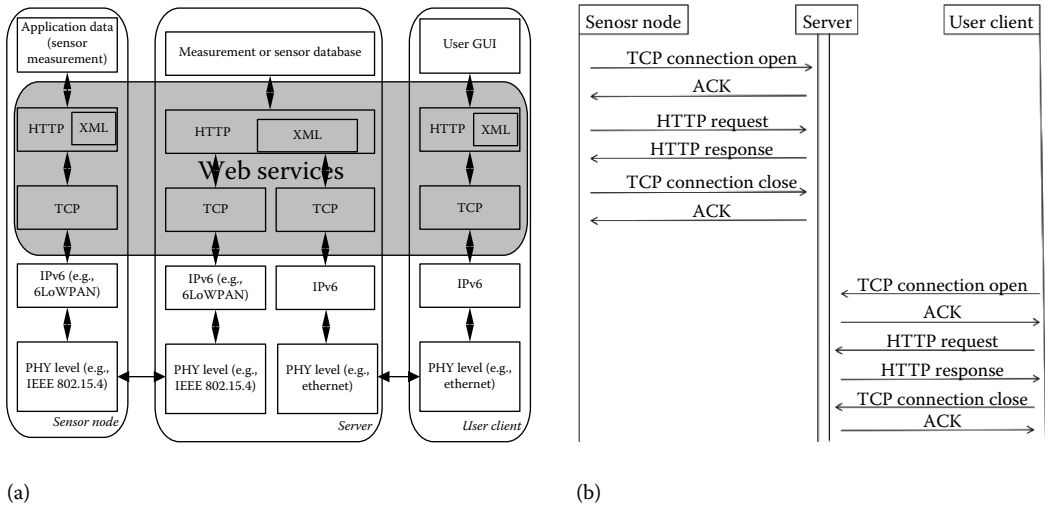 Application data
(sensor
measurement)
Measurement or sensor database
User GUI
HTTP
XML
HTTP
XML
HTTP
XML
Web services
TCP
TCP
TCP
TCP
IPv6 (e.g.,
6LoWPAN)
IPv6 (e.g.,
6LoWPAN)
IPv6
IPv6
PHY level (e.g.,
IEEE 802.15.4)
PHY level (e.g.,
IEEE 802.15.4)
PHY level (e.g.,
ethernet)
PHY level (e.g.,
ethernet)
Sensor node
Server
User client
(a)
Senosr node
Server
User client
TCP connection open
ACK
HTTP request
HTTP response
TCP connection close
ACK
TCP connection open
ACK
HTTP request
HTTP response
TCP connection close
ACK
(b)